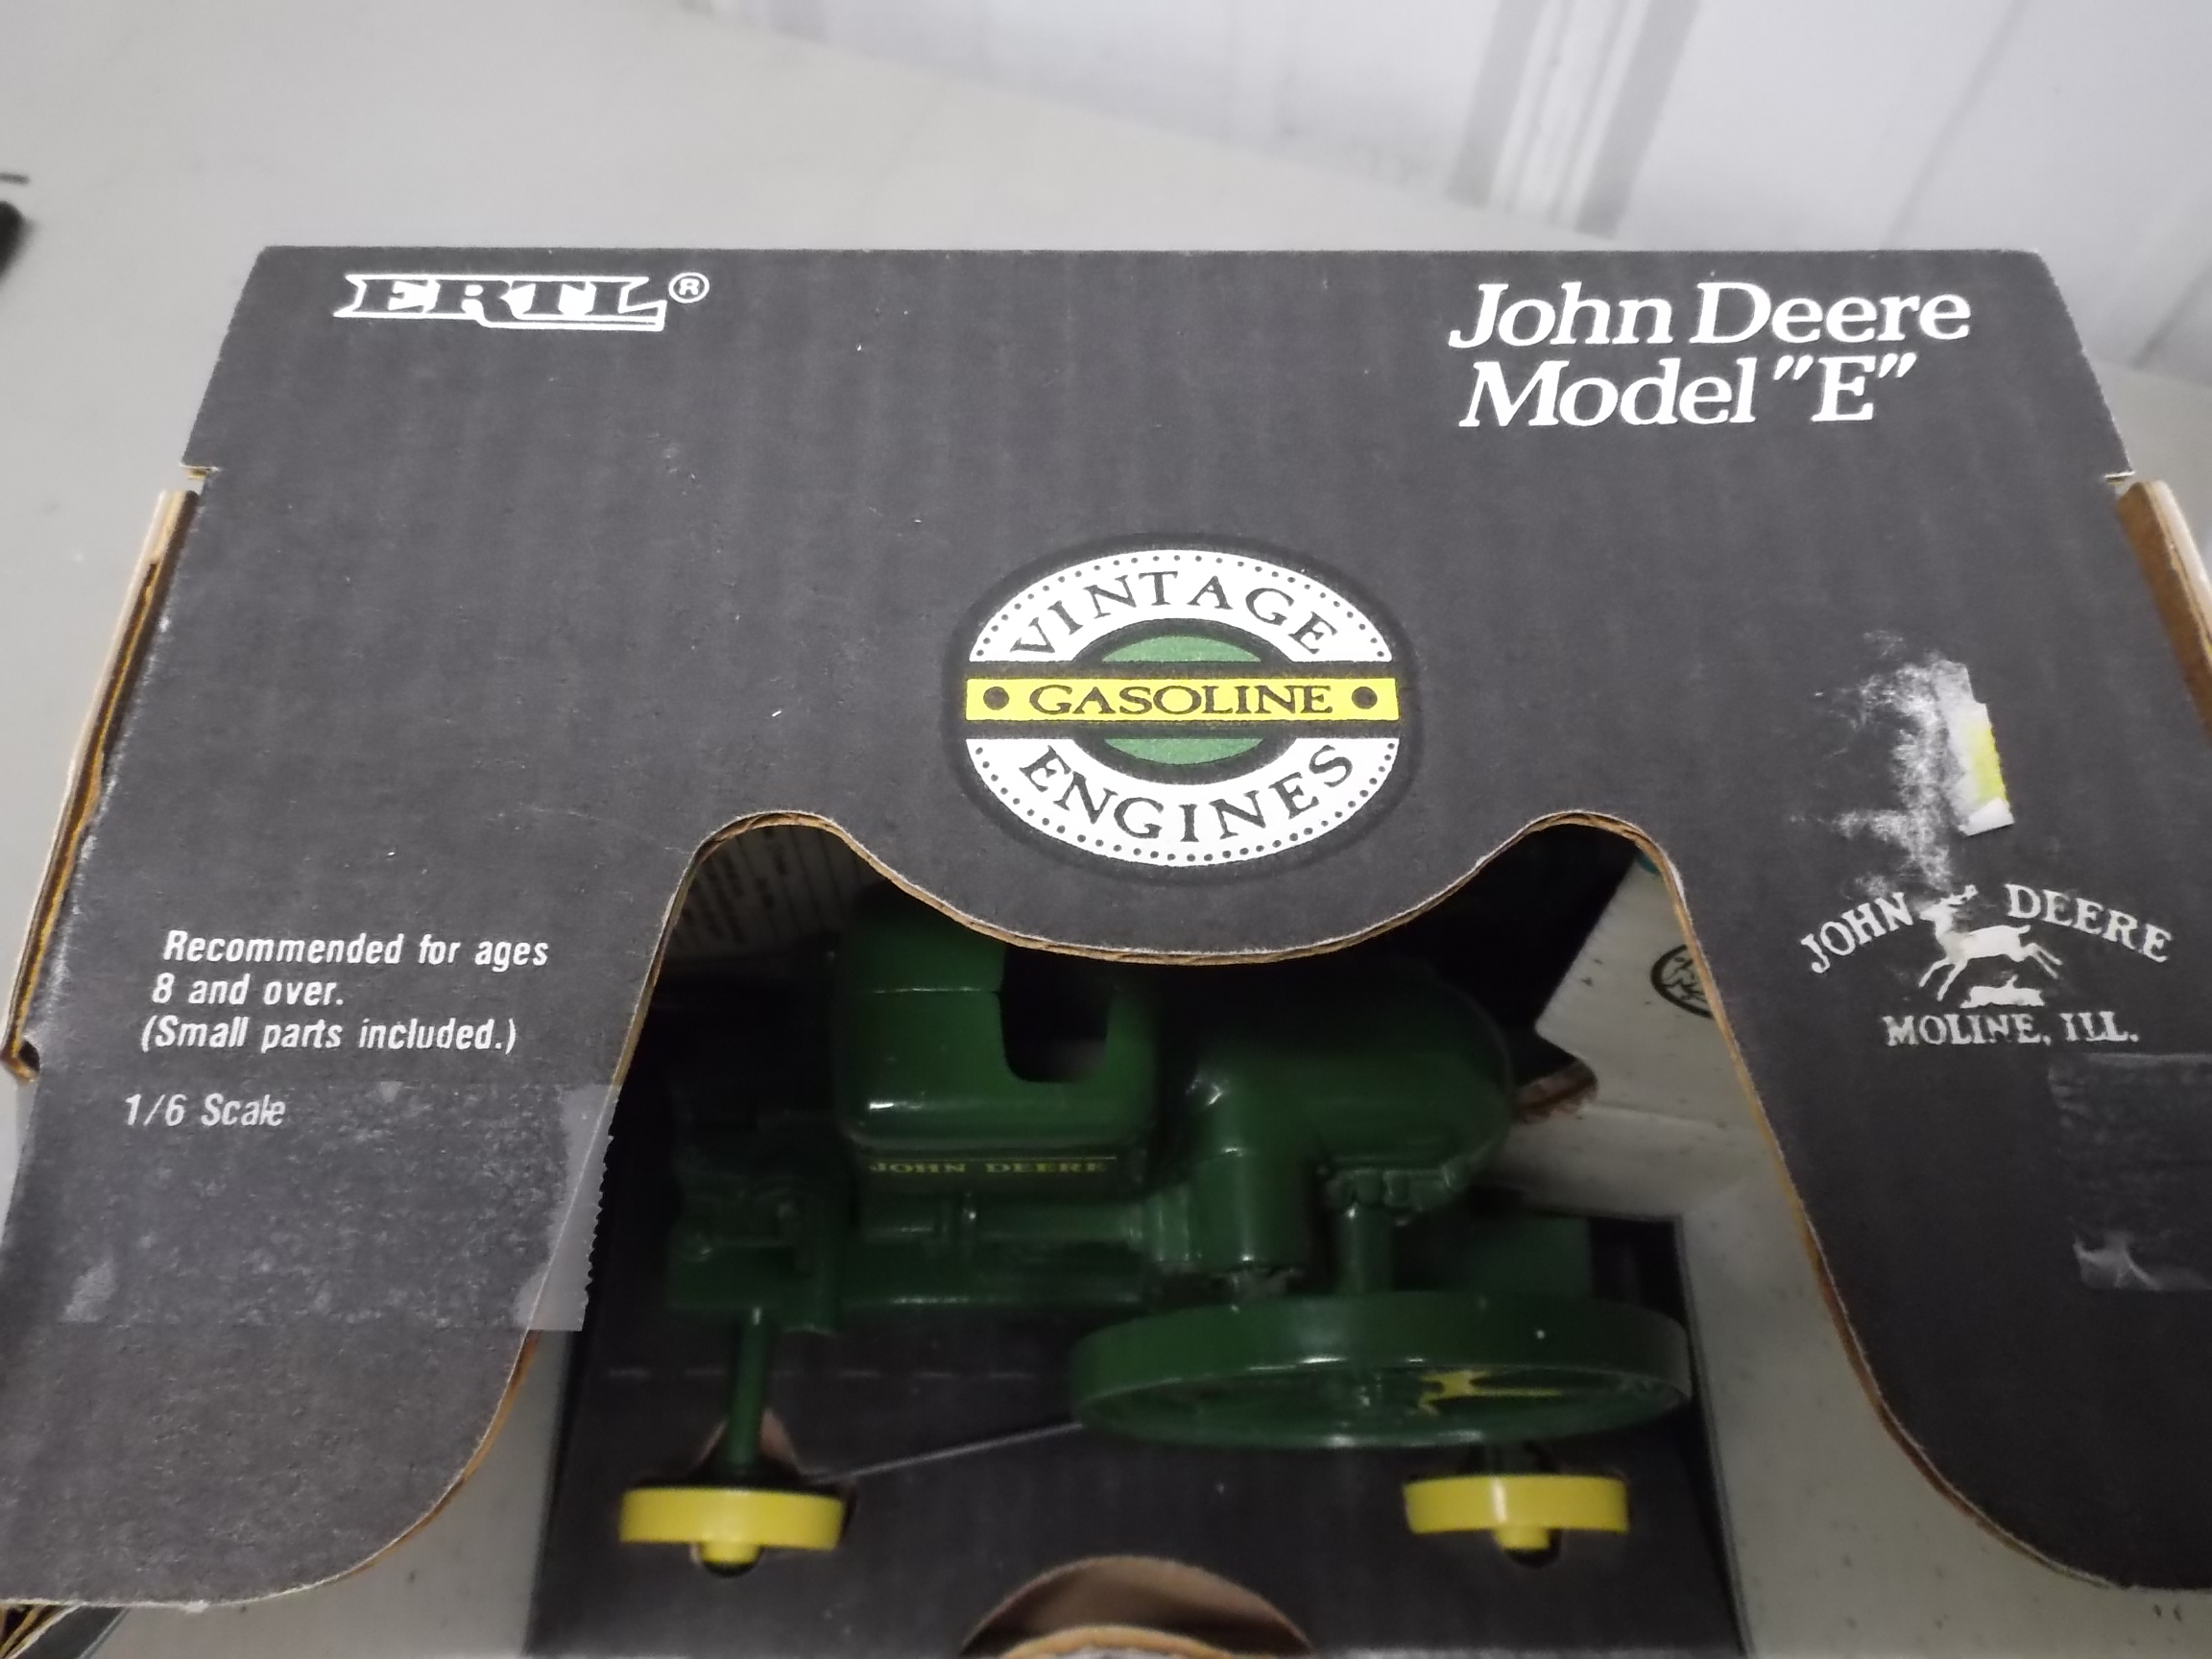 ERTL®
John Deere
Model "E"
VINTAGE
• GASOLINE •
ENGINES
Recommended for ages
8 and over.
(Small parts included.)
1/6 Scale
JOHN DEERE
MOLINE, ILL.
JOHN DEERE